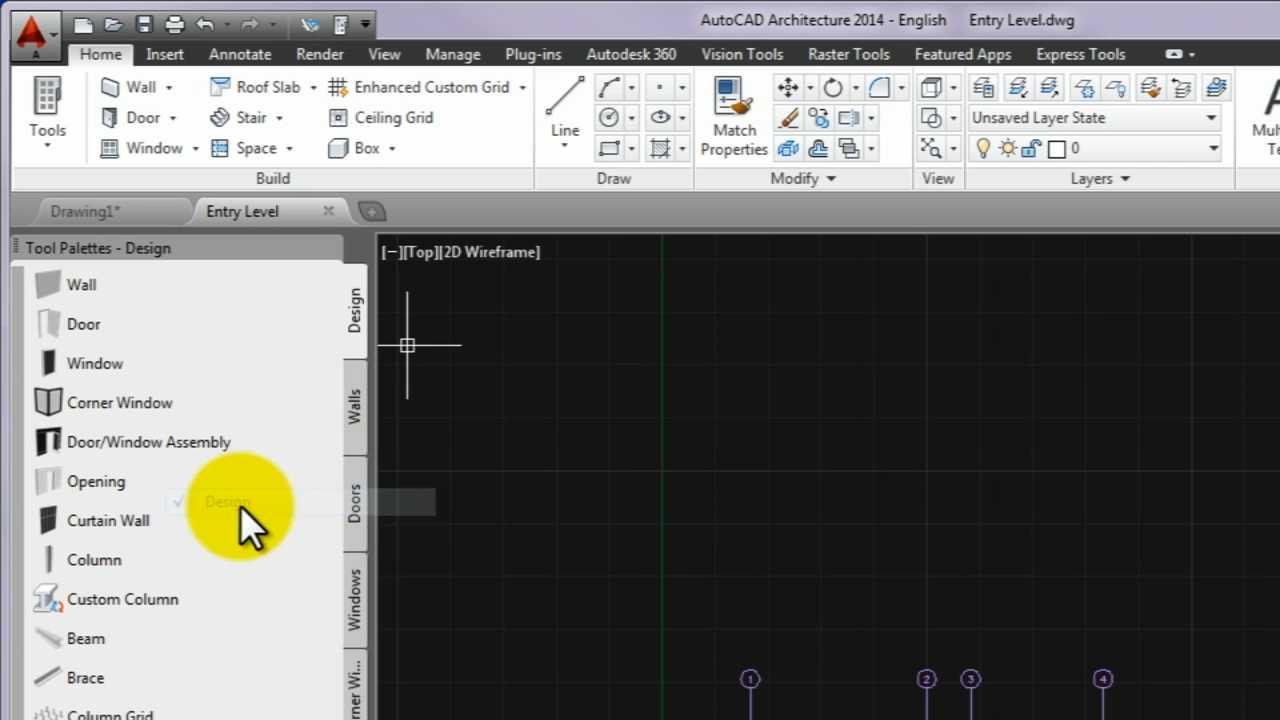 AutoCAD Architecture 2014 - English Entry Level.dwg
A
Home Insert Annotate Render View Manage Plug-ins Autodesk 360 Vision Tools Raster Tools Featured Apps Express Tools
Wall Roof Slab Enhanced Custom Grid
Door Stair Ceiling Grid
Window Space Box
Tools
Line
Match
Properties
Unsaved Layer State
0
Build Draw Modify View Layers
Drawing1* Entry Level
Tool Palettes - Design
[−][Top][2D Wireframe]
Wall
Door
Window
Corner Window
Door/Window Assembly
Opening
Design
Curtain Wall
Column
Custom Column
Beam
Brace
Column Grid
Design
Walls
Doors
Windows
1 2 3 4